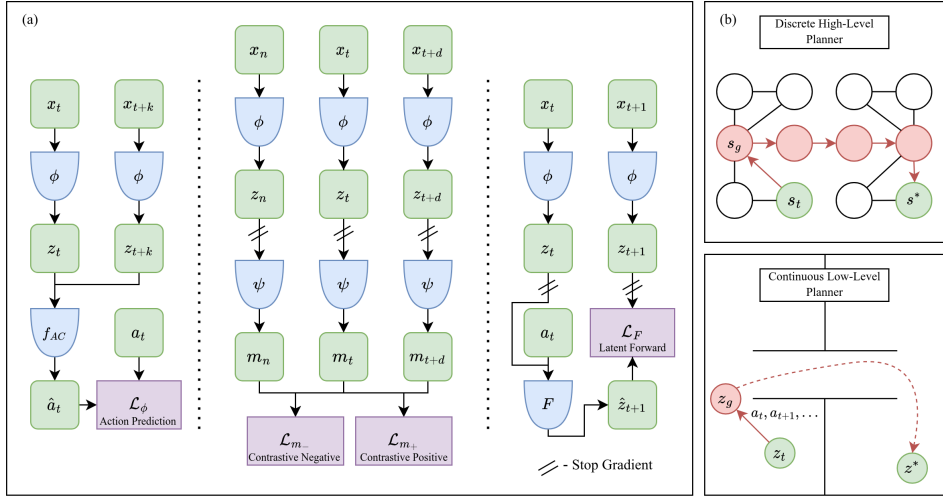 (a)
x_t
x_{t+k}
ϕ
ϕ
z_t
z_{t+k}
f_{AC}
a_t
â_t
ℒ_ϕ
Action Prediction
x_n
x_t
x_{t+d}
ϕ
ϕ
ϕ
z_n
z_t
z_{t+d}
ψ
ψ
ψ
m_n
m_t
m_{t+d}
ℒ_{m_-}
Contrastive Negative
ℒ_{m_+}
Contrastive Positive
x_t
x_{t+1}
ϕ
ϕ
z_t
z_{t+1}
a_t
ℒ_F
Latent Forward
F
ẑ_{t+1}
- Stop Gradient
(b)
Discrete High-Level
Planner
s_g
s_t
s^*
Continuous Low-Level
Planner
z_g
a_t, a_{t+1}, ...
z_t
z^*